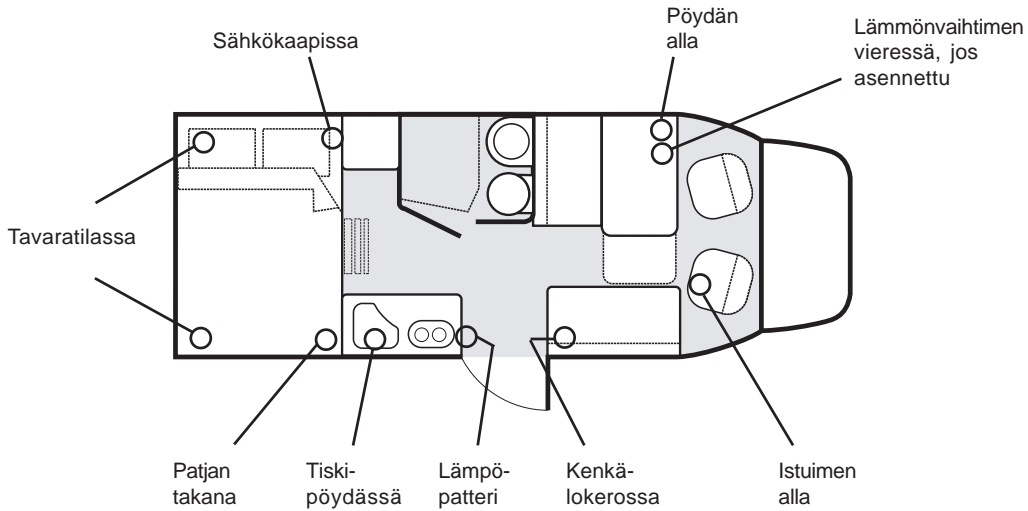 Sähkökaapissa
Pöydän
alla
Lämmönvaihtimen
vieressä, jos
asennettu
Tavaratilassa
Patjan
takana
Tiski-
pöydässä
Lämpö-
patteri
Kenkä-
lokerossa
Istuimen
alla